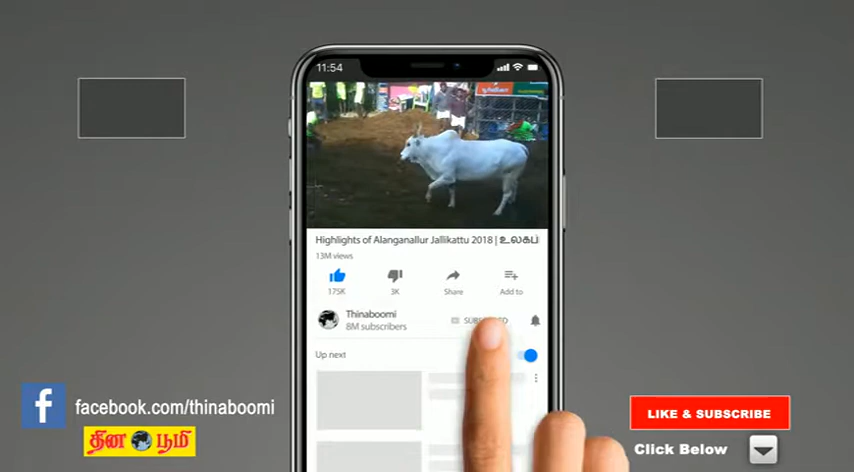 11:54
Highlights of Alanganallur Jallikattu 2018 |
13M views
175K
3K
Share
Add to
Thinaboomi
8M subscribers
Up next
facebook.com/thinaboomi
தின பூமி
LIKE & SUBSCRIBE
Click Below